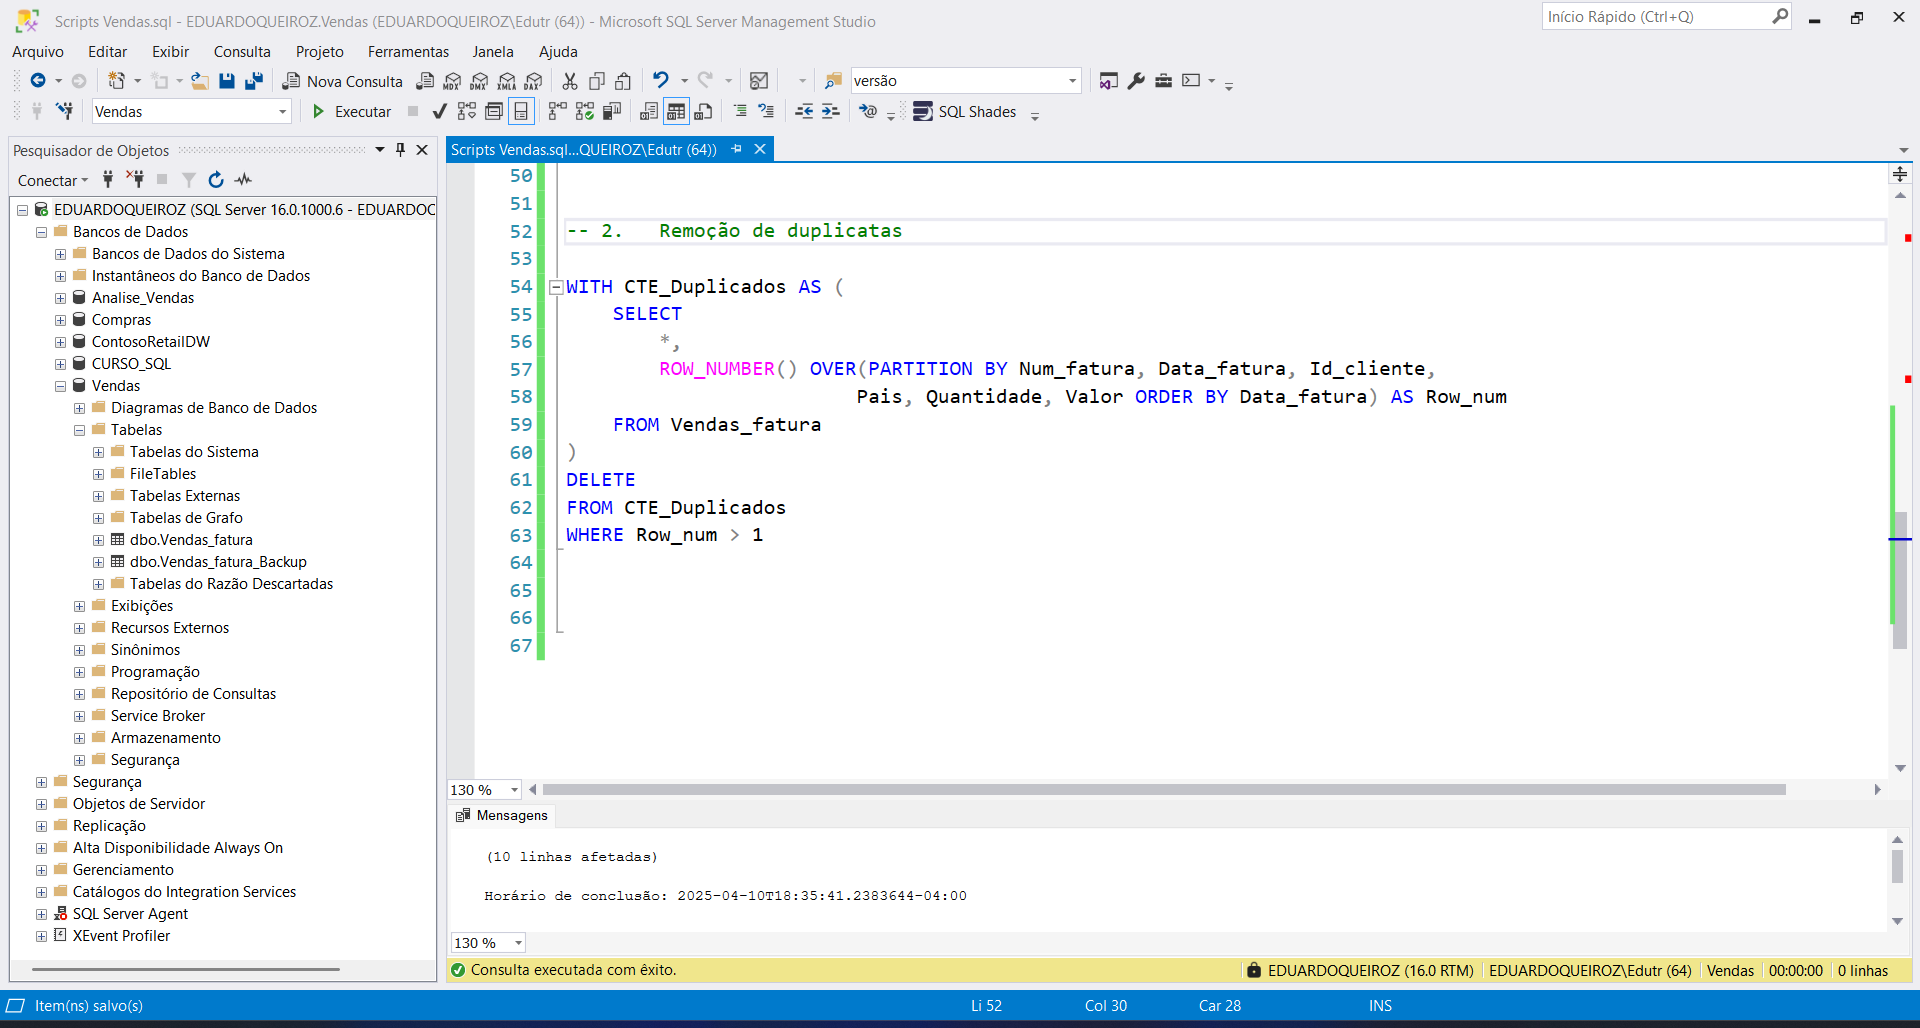 Scripts Vendas.sql - EDUARDOQUEIROZ.Vendas (EDUARDOQUEIROZ\Edutr (64)) - Microsoft SQL Server Management Studio
Início Rápido (Ctrl+Q)
Arquivo Editar Exibir Consulta Projeto Ferramentas Janela Ajuda
Nova Consulta MDX DMX XMLA DAX versão
Vendas Executar SQL Shades
Pesquisador de Objetos
Conectar
EDUARDOQUEIROZ (SQL Server 16.0.1000.6 - EDUARDOC
Bancos de Dados
Bancos de Dados do Sistema
Instantâneos do Banco de Dados
Analise_Vendas
Compras
ContosoRetailDW
CURSO_SQL
Vendas
Diagramas de Banco de Dados
Tabelas
Tabelas do Sistema
FileTables
Tabelas Externas
Tabelas de Grafo
dbo.Vendas_fatura
dbo.Vendas_fatura_Backup
Tabelas do Razão Descartadas
Exibições
Recursos Externos
Sinônimos
Programação
Repositório de Consultas
Service Broker
Armazenamento
Segurança
Segurança
Objetos de Servidor
Replicação
Alta Disponibilidade Always On
Gerenciamento
Catálogos do Integration Services
SQL Server Agent
XEvent Profiler
Scripts Vendas.sql...QUEIROZ\Edutr (64))
50
51
52 -- 2. Remoção de duplicatas
53
54 WITH CTE_Duplicados AS (
55 SELECT
56 *,
57 ROW_NUMBER() OVER(PARTITION BY Num_fatura, Data_fatura, Id_cliente,
58 Pais, Quantidade, Valor ORDER BY Data_fatura) AS Row_num
59 FROM Vendas_fatura
60 )
61 DELETE
62 FROM CTE_Duplicados
63 WHERE Row_num > 1
64
65
66
67
130 %
Mensagens
(10 linhas afetadas)
Horário de conclusão: 2025-04-10T18:35:41.2383644-04:00
130 %
Consulta executada com êxito. EDUARDOQUEIROZ (16.0 RTM) EDUARDOQUEIROZ\Edutr (64) Vendas 00:00:00 0 linhas
Item(ns) salvo(s) Li 52 Col 30 Car 28 INS